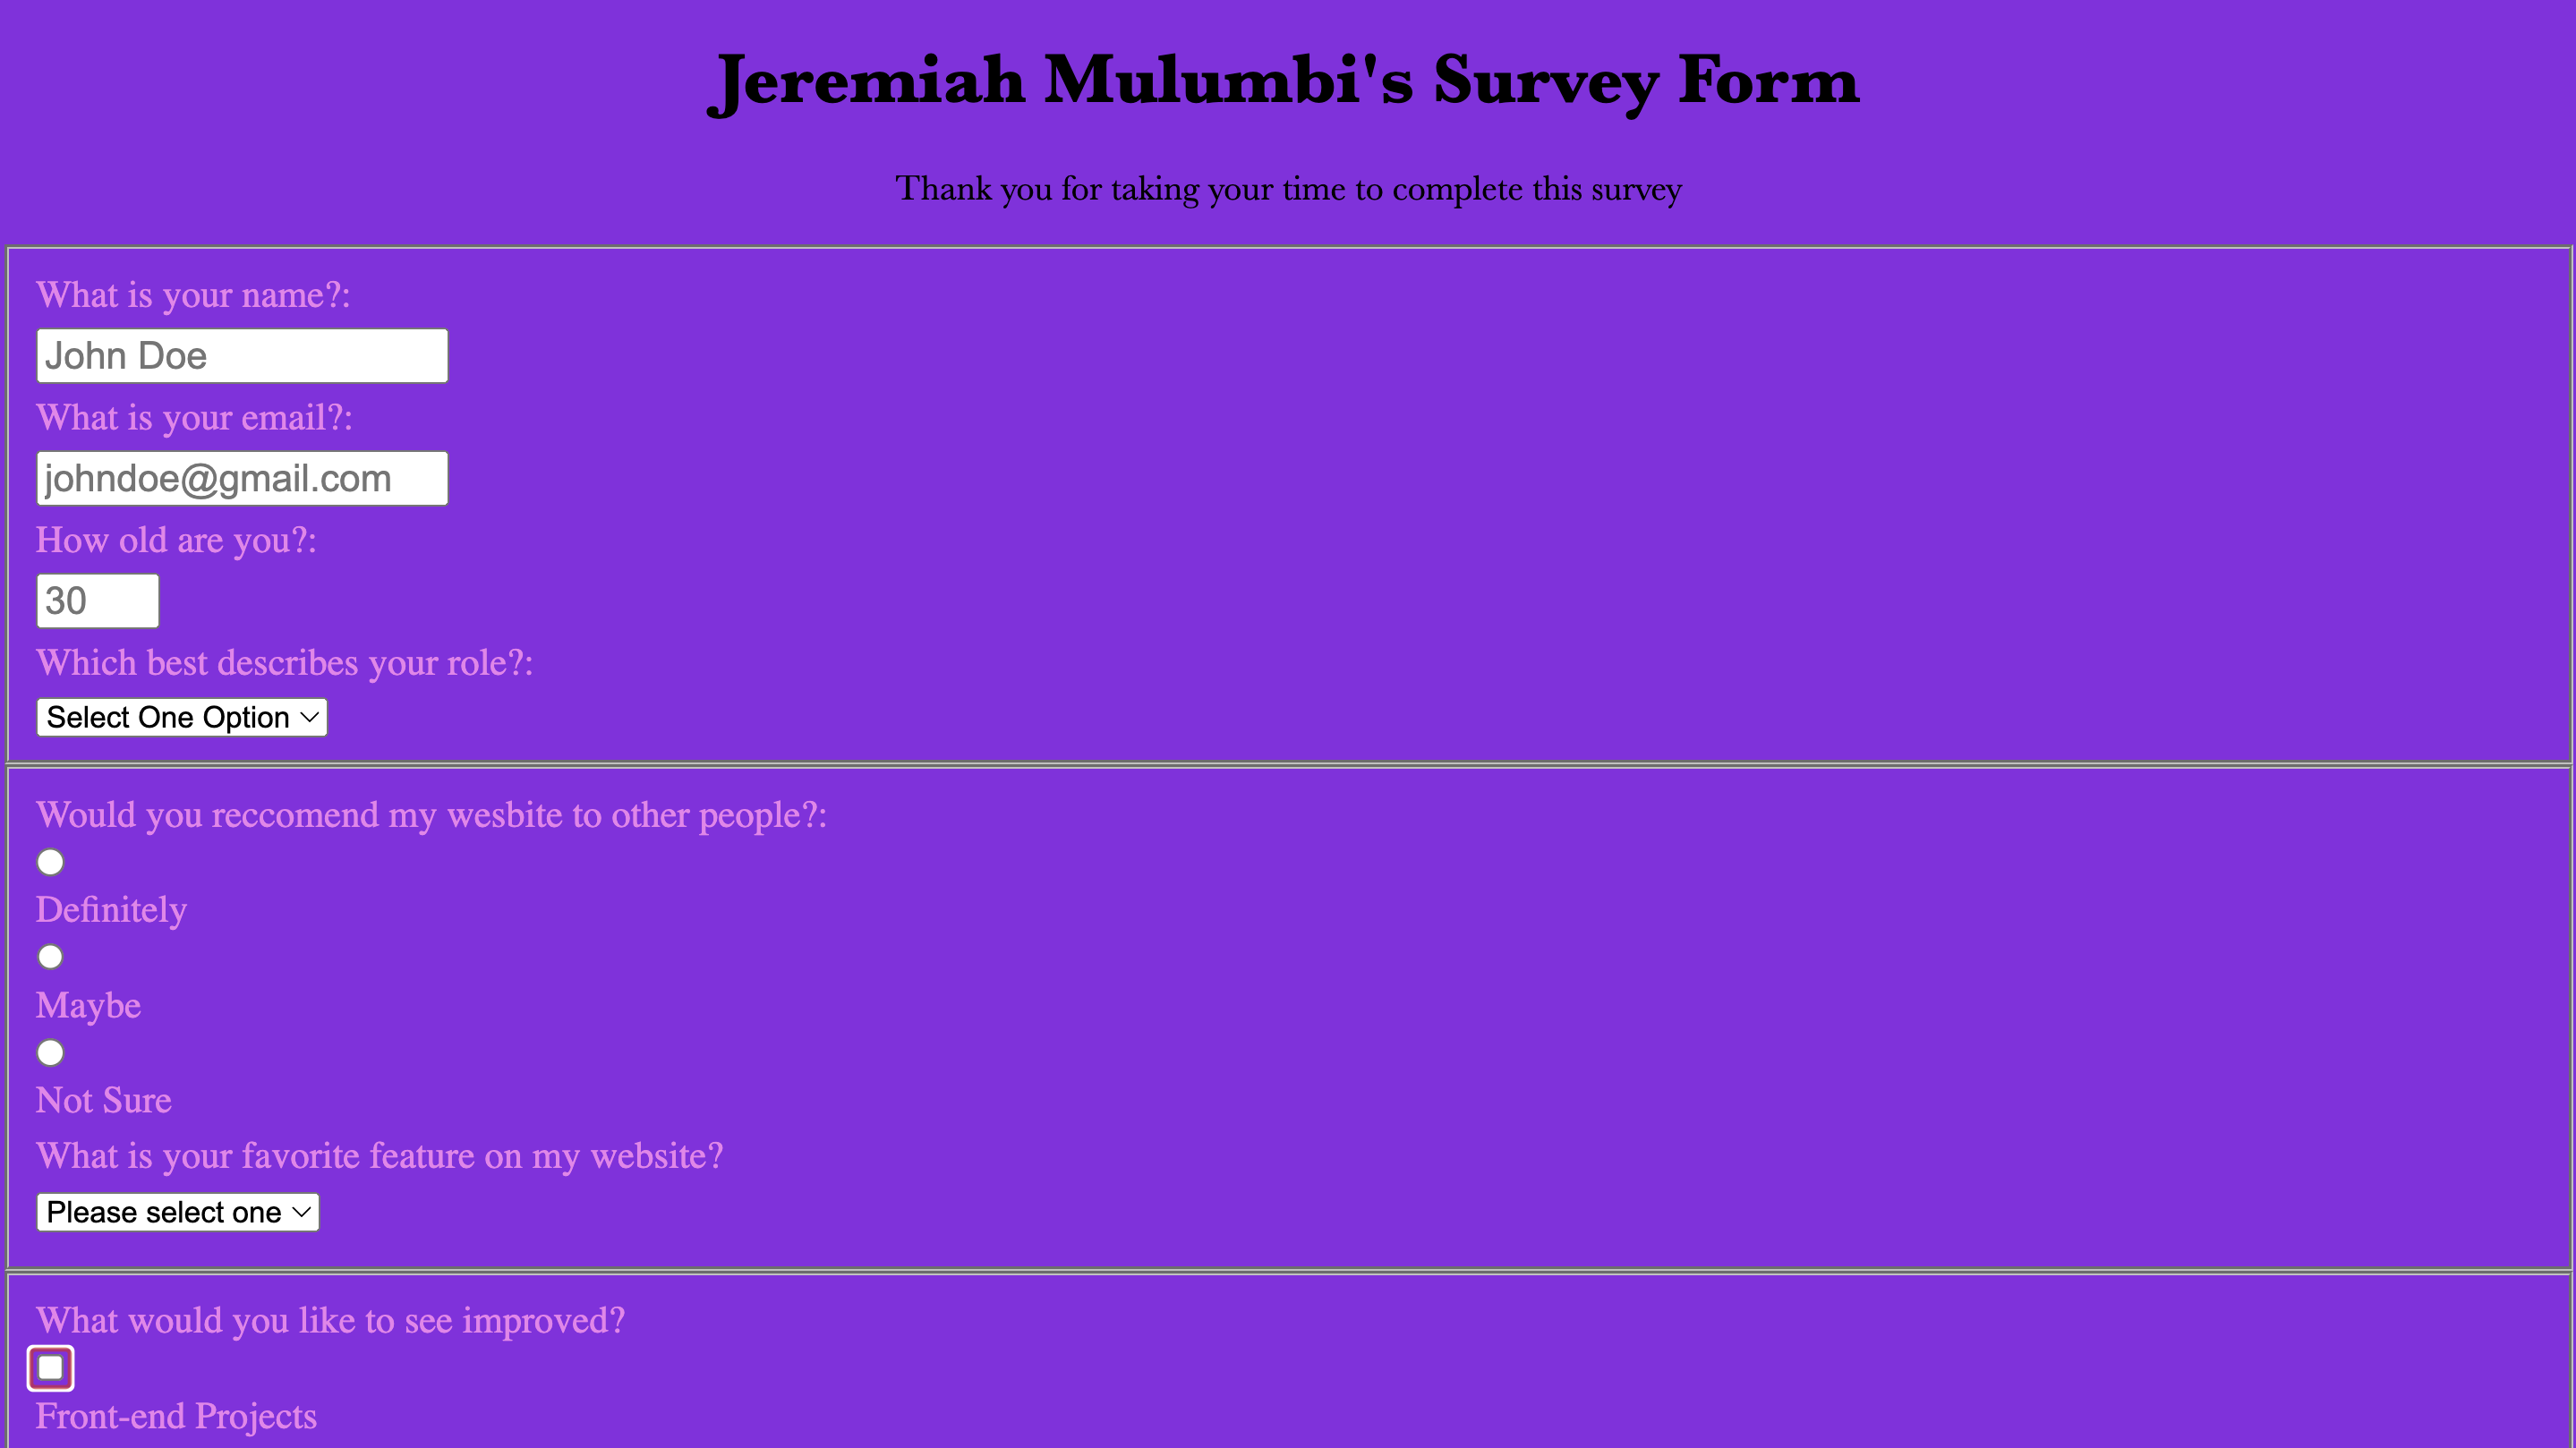 Jeremiah Mulumbi's Survey Form
Thank you for taking your time to complete this survey
What is your name?:
John Doe
What is your email?:
johndoe@gmail.com
How old are you?:
30
Which best describes your role?:
Select One Option
Would you reccomend my wesbite to other people?:
Definitely
Maybe
Not Sure
What is your favorite feature on my website?
Please select one
What would you like to see improved?
Front-end Projects